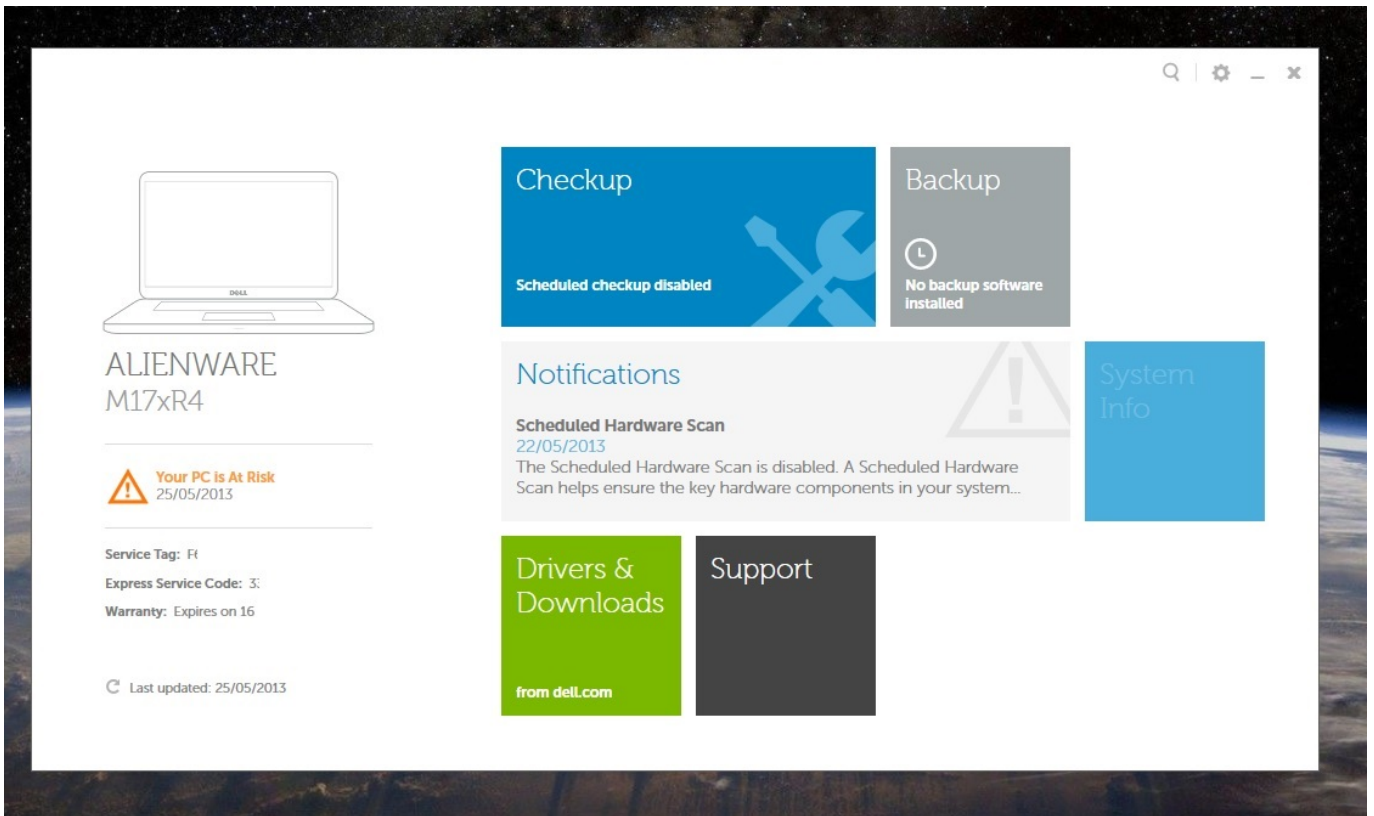 DELL
ALIENWARE
M17xR4
Your PC is At Risk
25/05/2013
Service Tag: F
Express Service Code: 3
Warranty: Expires on 16
Last updated: 25/05/2013
Checkup
Scheduled checkup disabled
Backup
No backup software
installed
Notifications
Scheduled Hardware Scan
22/05/2013
The Scheduled Hardware Scan is disabled. A Scheduled Hardware
Scan helps ensure the key hardware components in your system...
System
Info
Drivers &
Downloads
from dell.com
Support